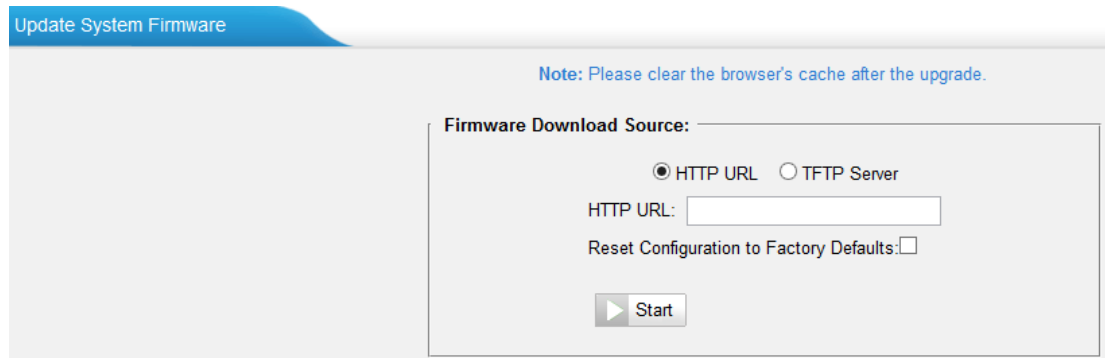 Update System Firmware
Note: Please clear the browser's cache after the upgrade.
Firmware Download Source:
HTTP URL TFTP Server
HTTP URL:
Reset Configuration to Factory Defaults:
Start